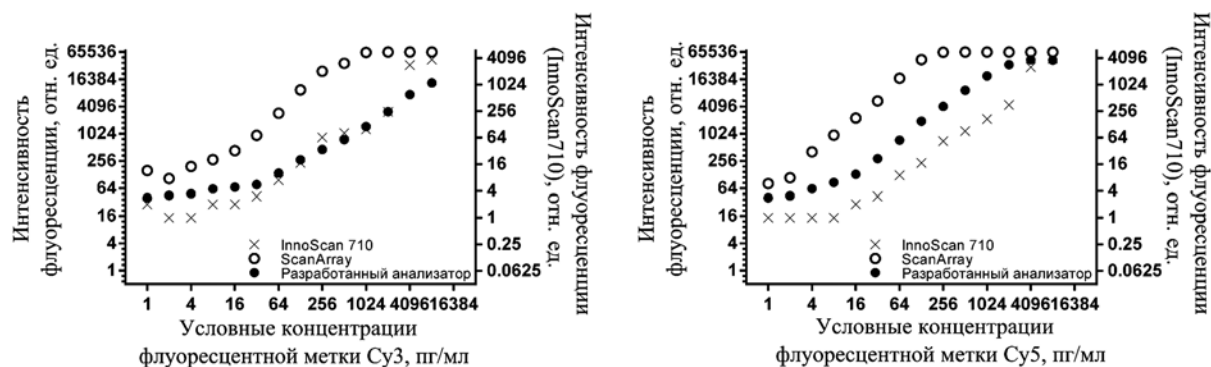 Интенсивность
флуоресценции, отн. ед.
65536
16384
4096
1024
256
64
16
4
1
4096
1024
256
64
16
4
1
0.25
0.0625
Интенсивность флуоресценции
(InnoScan710), отн. ед.
InnoScan 710
ScanArray
Разработанный анализатор
1 4 16 64 256 1024 4096 16384
Условные концентрации
флуоресцентной метки Cy3, пг/мл
Интенсивность
флуоресценции, отн. ед.
65536
16384
4096
1024
256
64
16
4
1
4096
1024
256
64
16
4
1
0.25
0.0625
Интенсивность флуоресценции
(InnoScan710), отн. ед.
InnoScan 710
ScanArray
Разработанный анализатор
1 4 16 64 256 1024 4096 16384
Условные концентрации
флуоресцентной метки Cy5, пг/мл